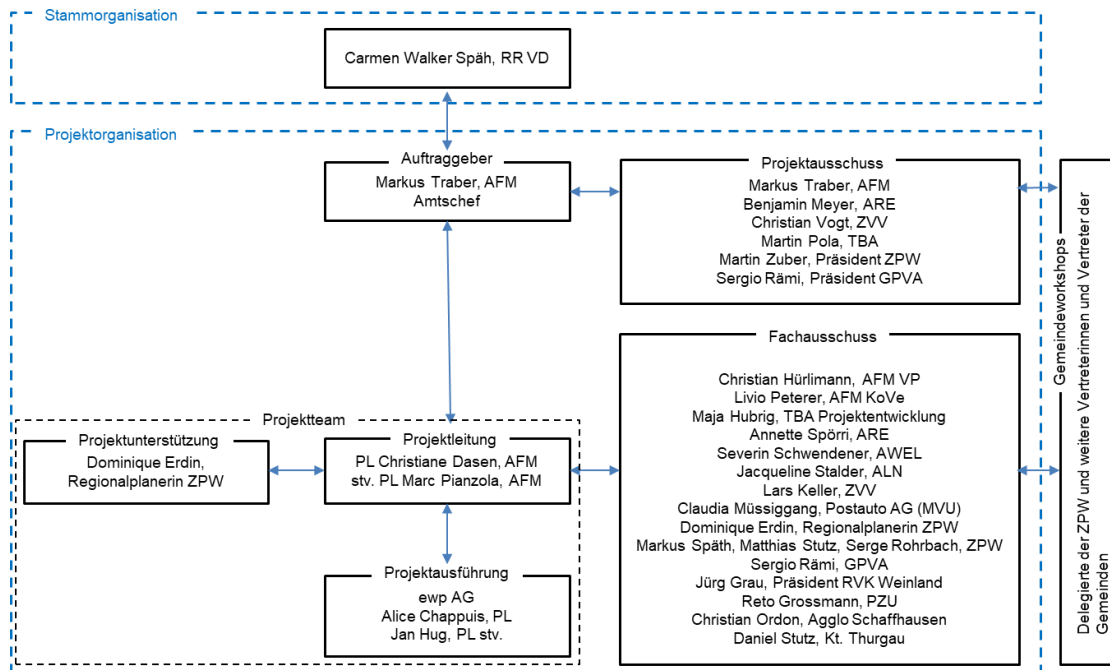 Stammorganisation
Carmen Walker Späh, RR VD
Projektorganisation
Auftraggeber
Markus Traber, AFM
Amtschef
Projektausschuss
Markus Traber, AFM
Benjamin Meyer, ARE
Christian Vogt, ZVV
Martin Pola, TBA
Martin Zuber, Präsident ZPW
Sergio Rämi, Präsident GPVA
Fachausschuss
Christian Hürlimann, AFM VP
Livio Peterer, AFM KoVe
Maja Hubrig, TBA Projektentwicklung
Annette Spörri, ARE
Severin Schwendener, AWEL
Jacqueline Stalder, ALN
Lars Keller, ZVV
Claudia Müssiggang, Postauto AG (MVU)
Dominique Erdin, Regionalplanerin ZPW
Markus Späth, Matthias Stutz, Serge Rohrbach, ZPW
Sergio Rämi, GPVA
Jürg Grau, Präsident RVK Weinland
Reto Grossmann, PZU
Christian Ordon, Agglo Schaffhausen
Daniel Stutz, Kt. Thurgau
Projektteam
Projektunterstützung
Dominique Erdin,
Regionalplanerin ZPW
Projektleitung
PL Christiane Dasen, AFM
stv. PL Marc Pianzola, AFM
Projektausführung
ewp AG
Alice Chappuis, PL
Jan Hug, PL stv.
Gemeindeworkshops
Delegierte der ZPW und weitere Vertreterinnen und Vertreter der
Gemeinden